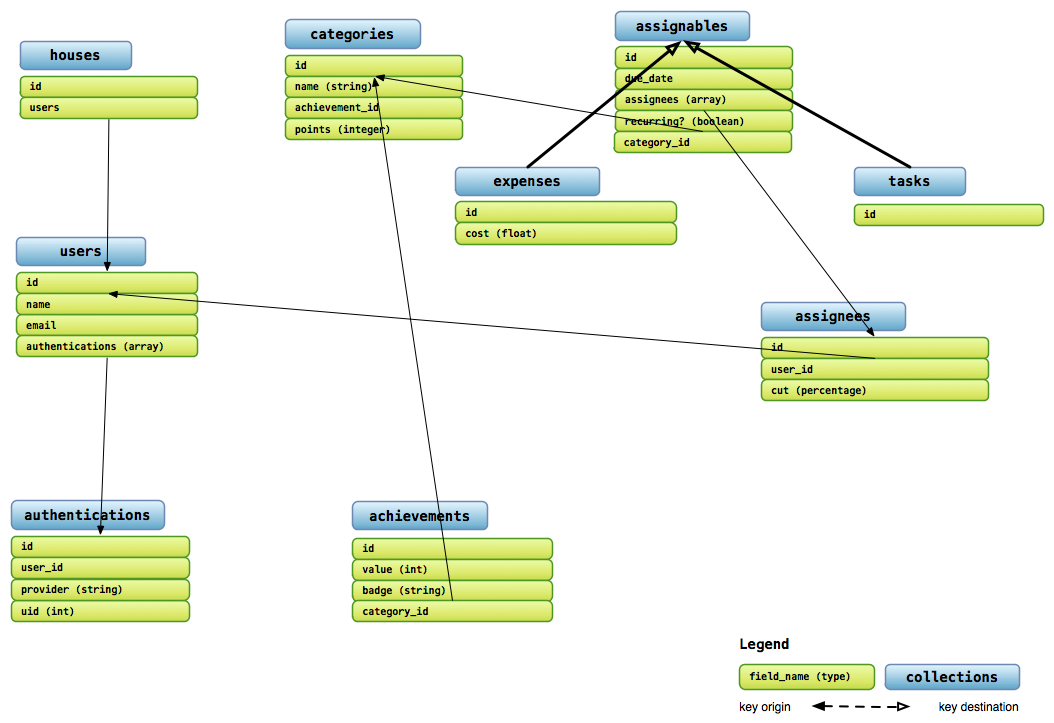 houses
id
users
categories
id
name (string)
achievement_id
points (integer)
assignables
id
due_date
assignees (array)
recurring? (boolean)
category_id
expenses
id
cost (float)
tasks
id
users
id
name
email
authentications (array)
assignees
id
user_id
cut (percentage)
authentications
id
user_id
provider (string)
uid (int)
achievements
id
value (int)
badge (string)
category_id
Legend
field_name (type)
collections
key origin
key destination